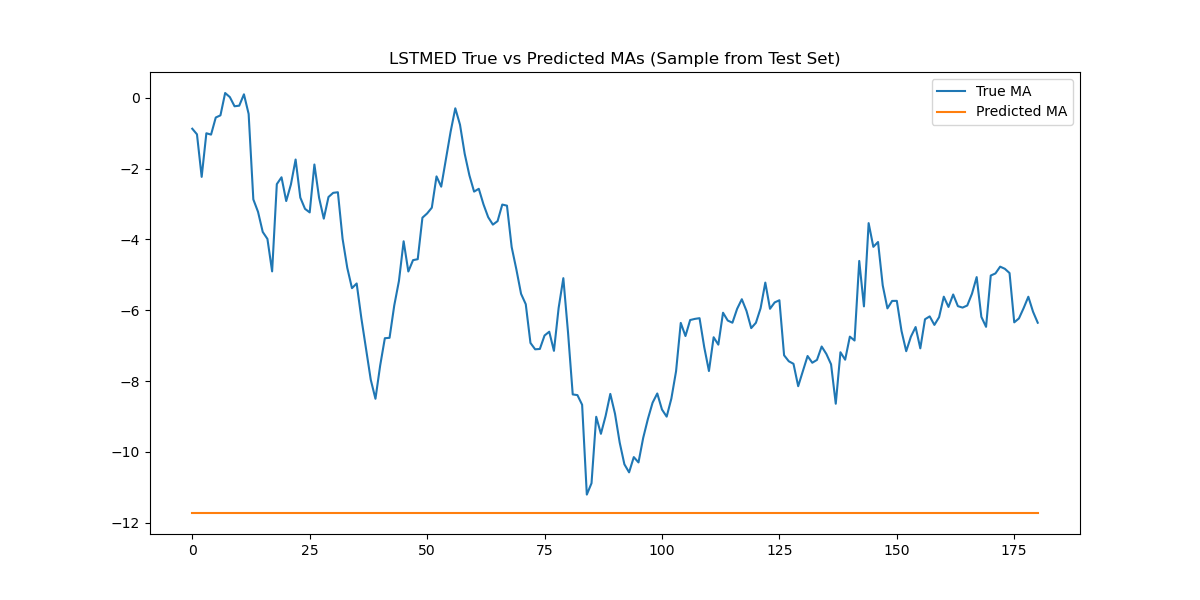 LSTMED True vs Predicted MAs (Sample from Test Set)
True MA
Predicted MA
0
−2
−4
−6
−8
−10
−12
0 25 50 75 100 125 150 175